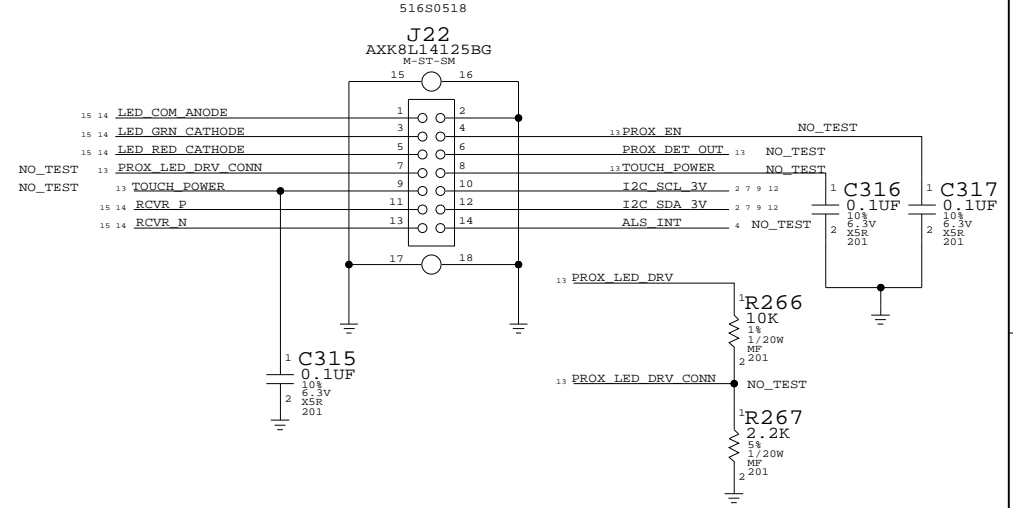 516S0518
J22
AXK8L14125BG
M-ST-SM
15 16
15 14 LED_COM_ANODE 1 2
15 14 LED_GRN_CATHODE 3 4 13 PROX_EN NO_TEST
15 14 LED_RED_CATHODE 5 6 PROX_DET_OUT 13 NO_TEST
NO_TEST 13 PROX_LED_DRV_CONN 7 8 13 TOUCH_POWER NO_TEST
NO_TEST 13 TOUCH_POWER 9 10 I2C_SCL_3V 2 7 9 12
15 14 RCVR_P 11 12 I2C_SDA_3V 2 7 9 12
15 14 RCVR_N 13 14 ALS_INT 4 NO_TEST
1 C316
0.1UF
10%
6.3V
2 X5R
201
1 C317
0.1UF
10%
6.3V
2 X5R
201
17 18
13 PROX_LED_DRV
1 R266
10K
1%
1/20W
MF
2 201
1 C315
0.1UF
10%
6.3V
2 X5R
201
13 PROX_LED_DRV_CONN NO_TEST
1 R267
2.2K
5%
1/20W
MF
2 201